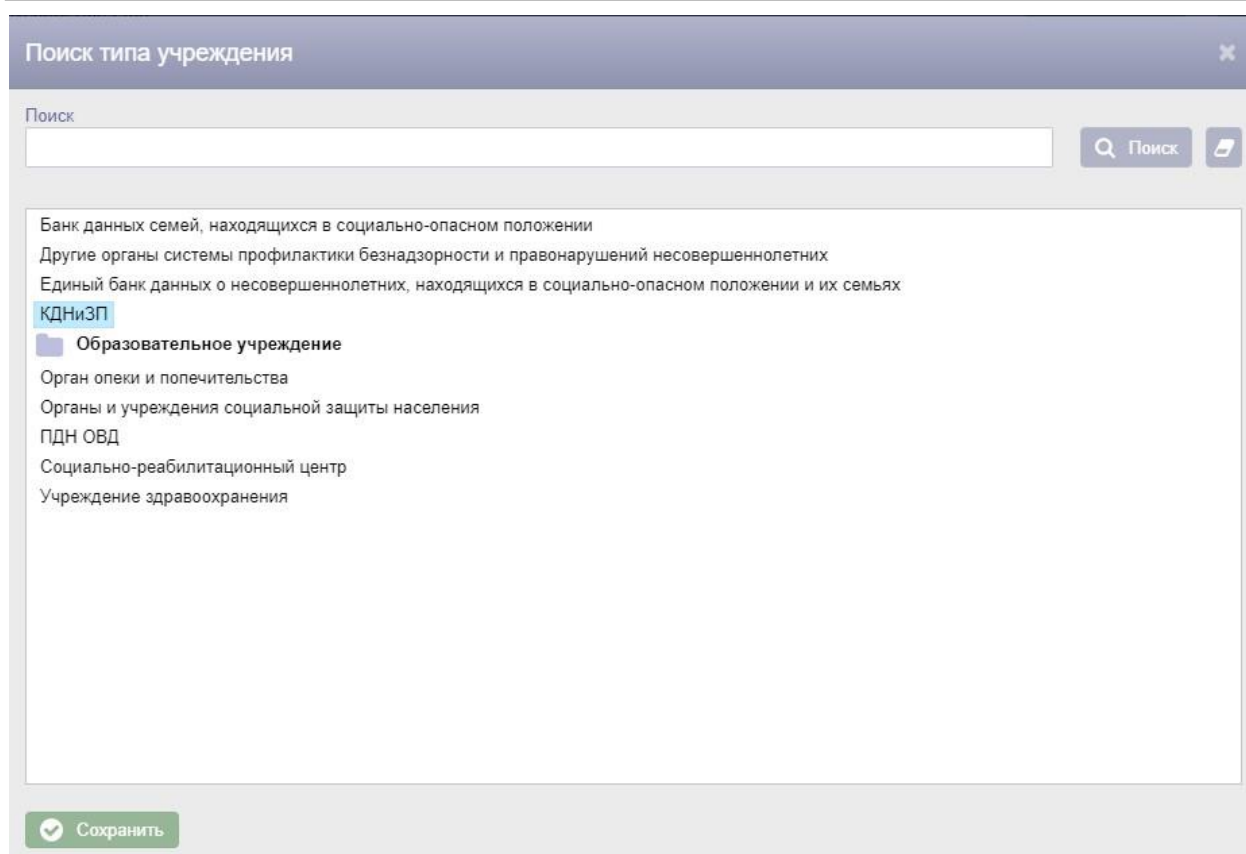 Поиск типа учреждения
Поиск
Поиск
Банк данных семей, находящихся в социально-опасном положении
Другие органы системы профилактики безнадзорности и правонарушений несовершеннолетних
Единый банк данных о несовершеннолетних, находящихся в социально-опасном положении и их семьях
КДНиЗП
Образовательное учреждение
Орган опеки и попечительства
Органы и учреждения социальной защиты населения
ПДН ОВД
Социально-реабилитационный центр
Учреждение здравоохранения
Сохранить